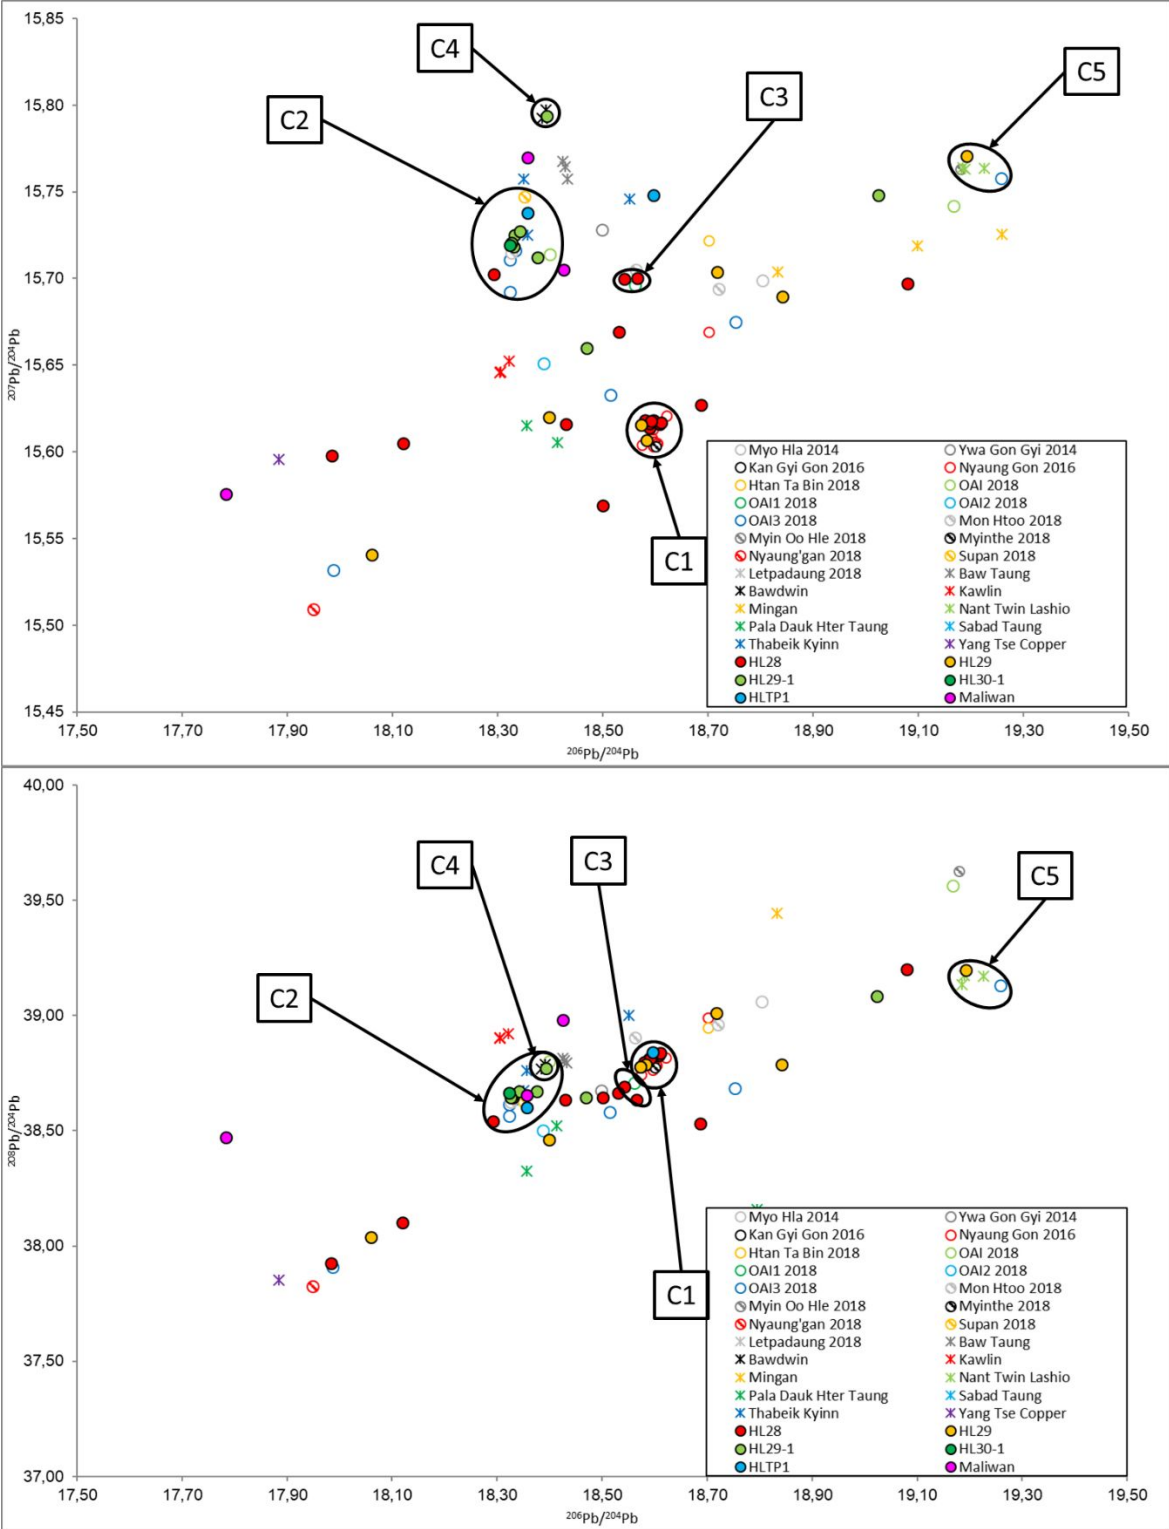 15,85
C4
C5
15,80
C3
C2
15,75
15,70
15,65
²⁰⁷Pb/²⁰⁴Pb
15,60
Myo Hla 2014 Ywa Gon Gyi 2014
Kan Gyi Gon 2016 Nyaung Gon 2016
Htan Ta Bin 2018 OAI 2018
OAI1 2018 OAI2 2018
15,55
C1
OAI3 2018 Mon Htoo 2018
Myin Oo Hle 2018 Myinthe 2018
Nyaung'gan 2018 Supan 2018
Letpadaung 2018 Baw Taung
Bawdwin Kawlin
15,50
Mingan Nant Twin Lashio
Pala Dauk Hter Taung Sabad Taung
Thabeik Kyinn Yang Tse Copper
HL28 HL29
HL29-1 HL30-1
HLTP1 Maliwan
15,45
17,50 17,70 17,90 18,10 18,30 18,50 18,70 18,90 19,10 19,30 19,50
²⁰⁶Pb/²⁰⁴Pb
40,00
C4
C3
C5
39,50
C2
39,00
38,50
²⁰⁸Pb/²⁰⁴Pb
38,00
Myo Hla 2014 Ywa Gon Gyi 2014
Kan Gyi Gon 2016 Nyaung Gon 2016
Htan Ta Bin 2018 OAI 2018
OAI1 2018 OAI2 2018
C1
OAI3 2018 Mon Htoo 2018
Myin Oo Hle 2018 Myinthe 2018
Nyaung'gan 2018 Supan 2018
Letpadaung 2018 Baw Taung
37,50
Bawdwin Kawlin
Mingan Nant Twin Lashio
Pala Dauk Hter Taung Sabad Taung
Thabeik Kyinn Yang Tse Copper
HL28 HL29
HL29-1 HL30-1
HLTP1 Maliwan
37,00
17,50 17,70 17,90 18,10 18,30 18,50 18,70 18,90 19,10 19,30 19,50
²⁰⁶Pb/²⁰⁴Pb